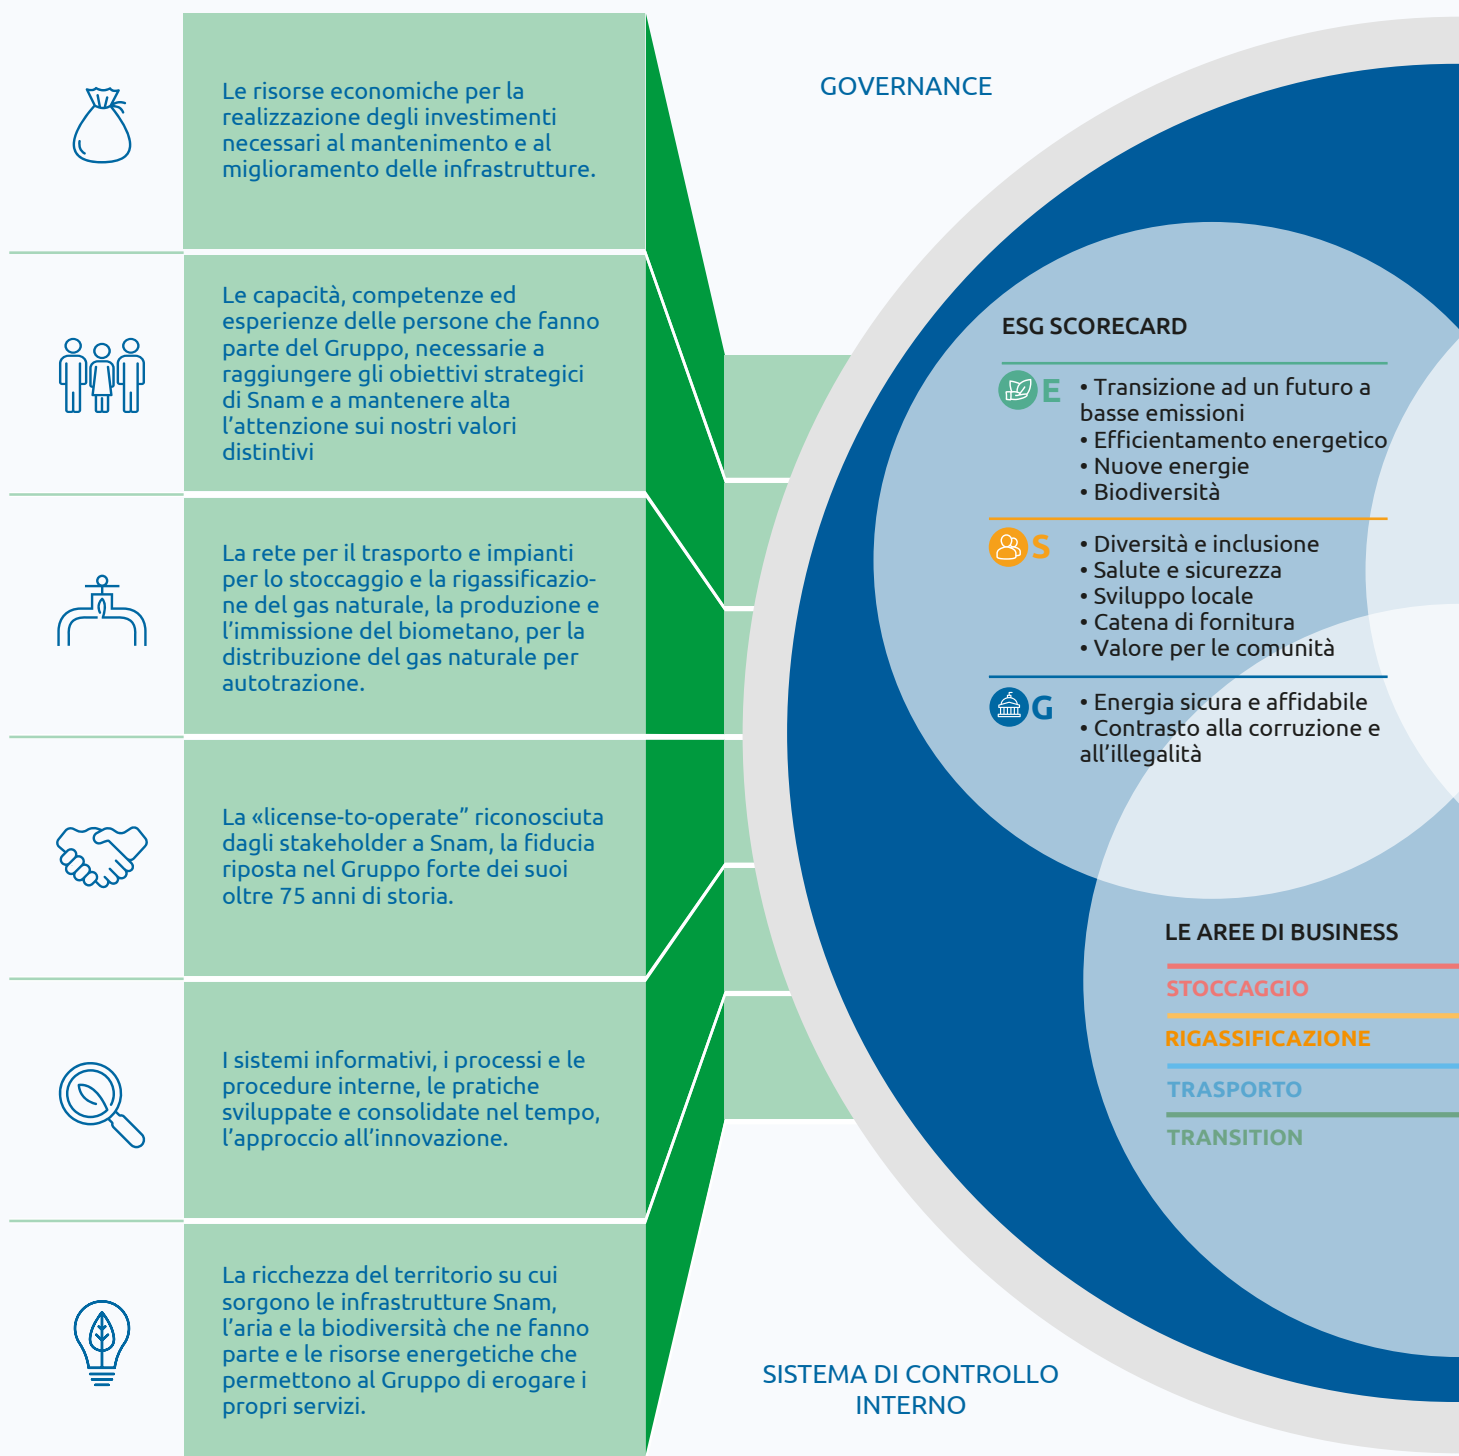 Le risorse economiche per la
realizzazione degli investimenti
necessari al mantenimento e al
miglioramento delle infrastrutture.
Le capacità, competenze ed
esperienze delle persone che fanno
parte del Gruppo, necessarie a
raggiungere gli obiettivi strategici
di Snam e a mantenere alta
l'attenzione sui nostri valori
distintivi
La rete per il trasporto e impianti
per lo stoccaggio e la rigassificazio-
ne del gas naturale, la produzione e
l'immissione del biometano, per la
distribuzione del gas naturale per
autotrazione.
La «license-to-operate” riconosciuta
dagli stakeholder a Snam, la fiducia
riposta nel Gruppo forte dei suoi
oltre 75 anni di storia.
I sistemi informativi, i processi e le
procedure interne, le pratiche
sviluppate e consolidate nel tempo,
l'approccio all'innovazione.
La ricchezza del territorio su cui
sorgono le infrastrutture Snam,
l'aria e la biodiversità che ne fanno
parte e le risorse energetiche che
permettono al Gruppo di erogare i
propri servizi.
GOVERNANCE
ESG SCORECARD
E
• Transizione ad un futuro a
basse emissioni
• Efficientamento energetico
• Nuove energie
• Biodiversità
S
• Diversità e inclusione
• Salute e sicurezza
• Sviluppo locale
• Catena di fornitura
• Valore per le comunità
G
• Energia sicura e affidabile
• Contrasto alla corruzione e
all'illegalità
LE AREE DI BUSINESS
STOCCAGGIO
RIGASSIFICAZIONE
TRASPORTO
TRANSITION
SISTEMA DI CONTROLLO
INTERNO